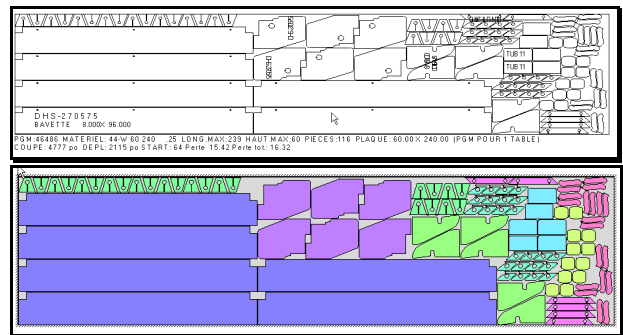 TUB 11
TUB 11
DHS-270575
BAVETTE 8.000X 96.000
PGM:46486 MATERIEL:44-W 60 240 .25 LONG.MAX:239 HAUT.MAX:60 PIECES:116 PLAQUE:60.00X 240.00 (PGM POUR 1 TABLE)
COUPE: 4777 po DEPL: 2115 po START: 64 Perte 15.42 Perte tot.: 16.32